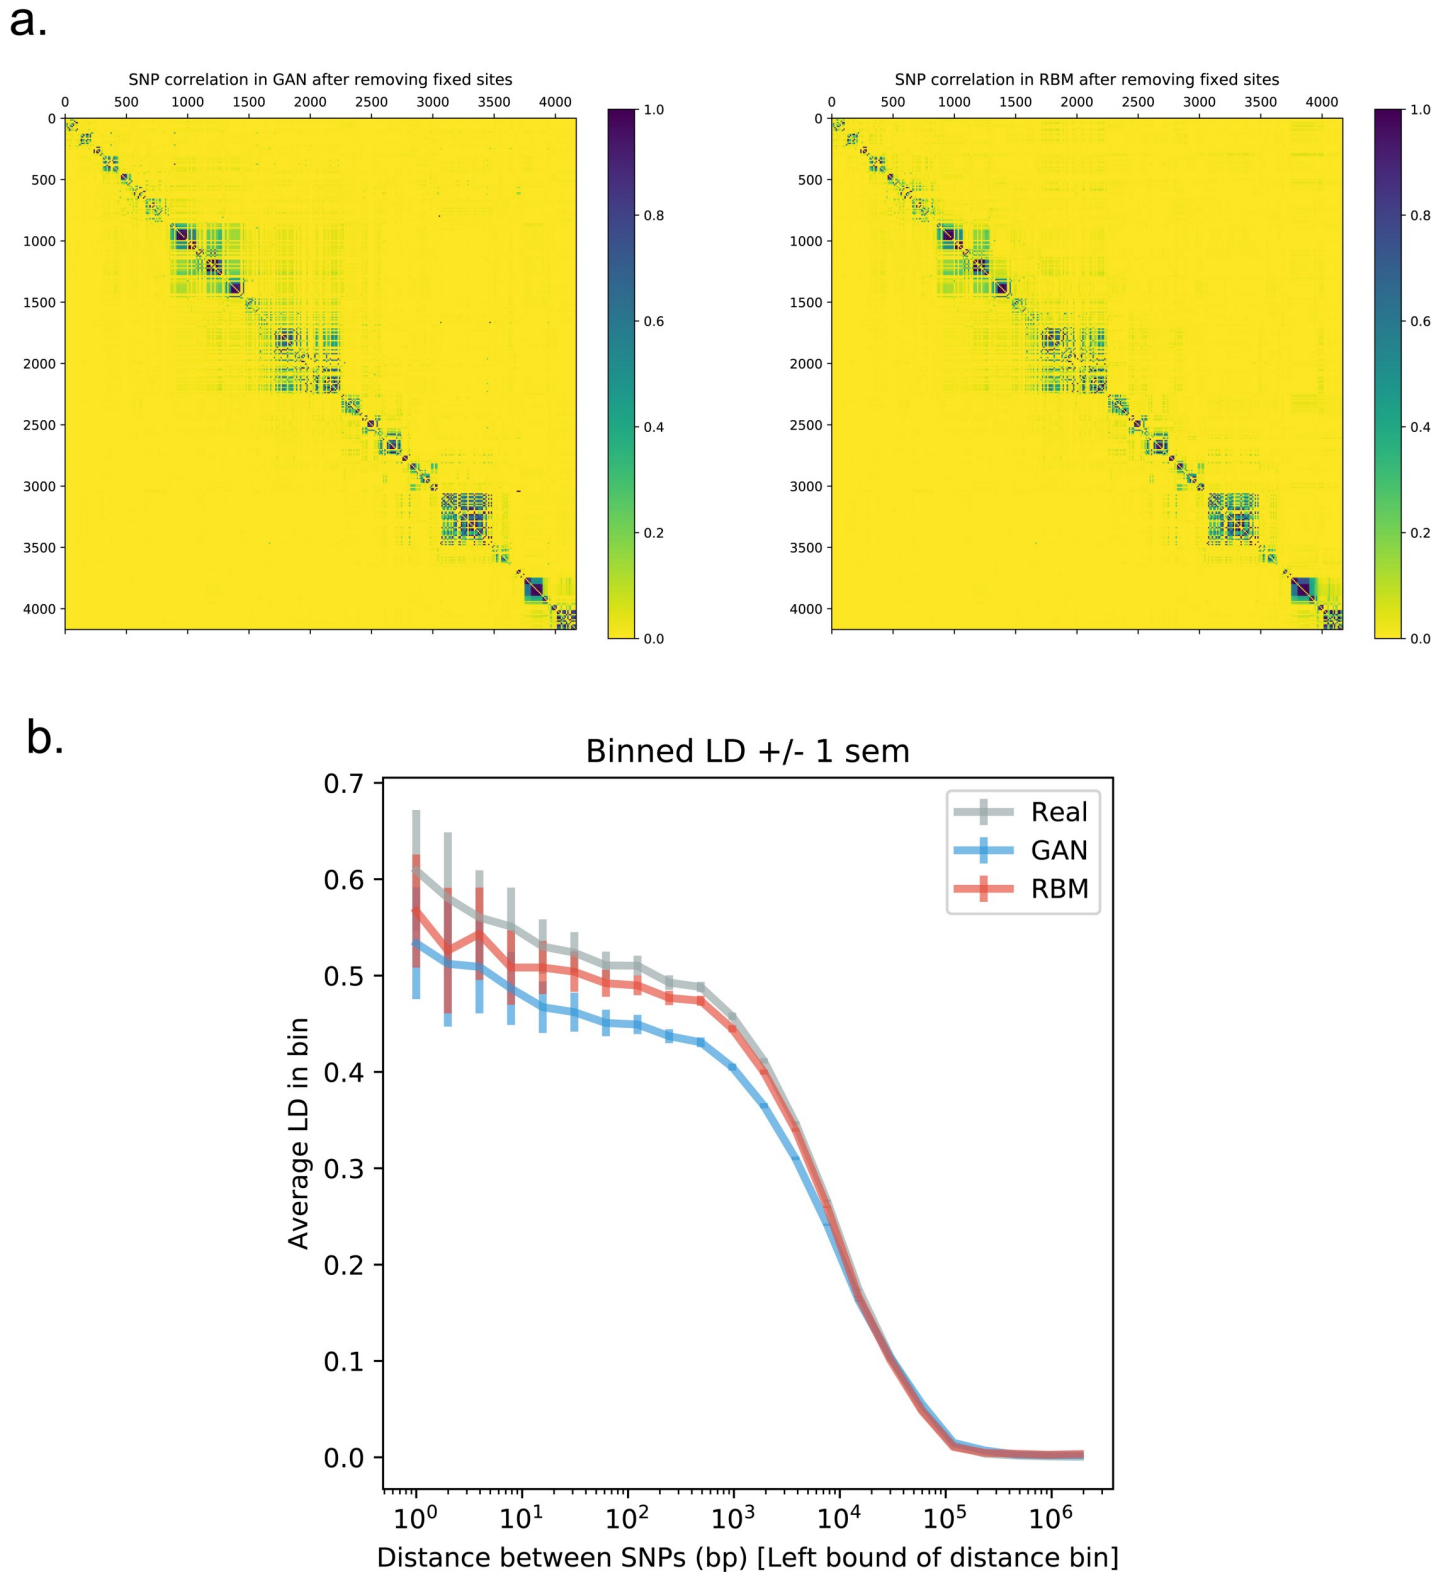 a.
SNP correlation in GAN after removing fixed sites
0 500 1000 1500 2000 2500 3000 3500 4000
0
500
1000
1500
2000
2500
3000
3500
4000
1.0
0.8
0.6
0.4
0.2
0.0
SNP correlation in RBM after removing fixed sites
0 500 1000 1500 2000 2500 3000 3500 4000
0
500
1000
1500
2000
2500
3000
3500
4000
1.0
0.8
0.6
0.4
0.2
0.0
b.
Binned LD +/- 1 sem
Real
GAN
RBM
Average LD in bin
0.7
0.6
0.5
0.4
0.3
0.2
0.1
0.0
10⁰ 10¹ 10² 10³ 10⁴ 10⁵ 10⁶
Distance between SNPs (bp) [Left bound of distance bin]